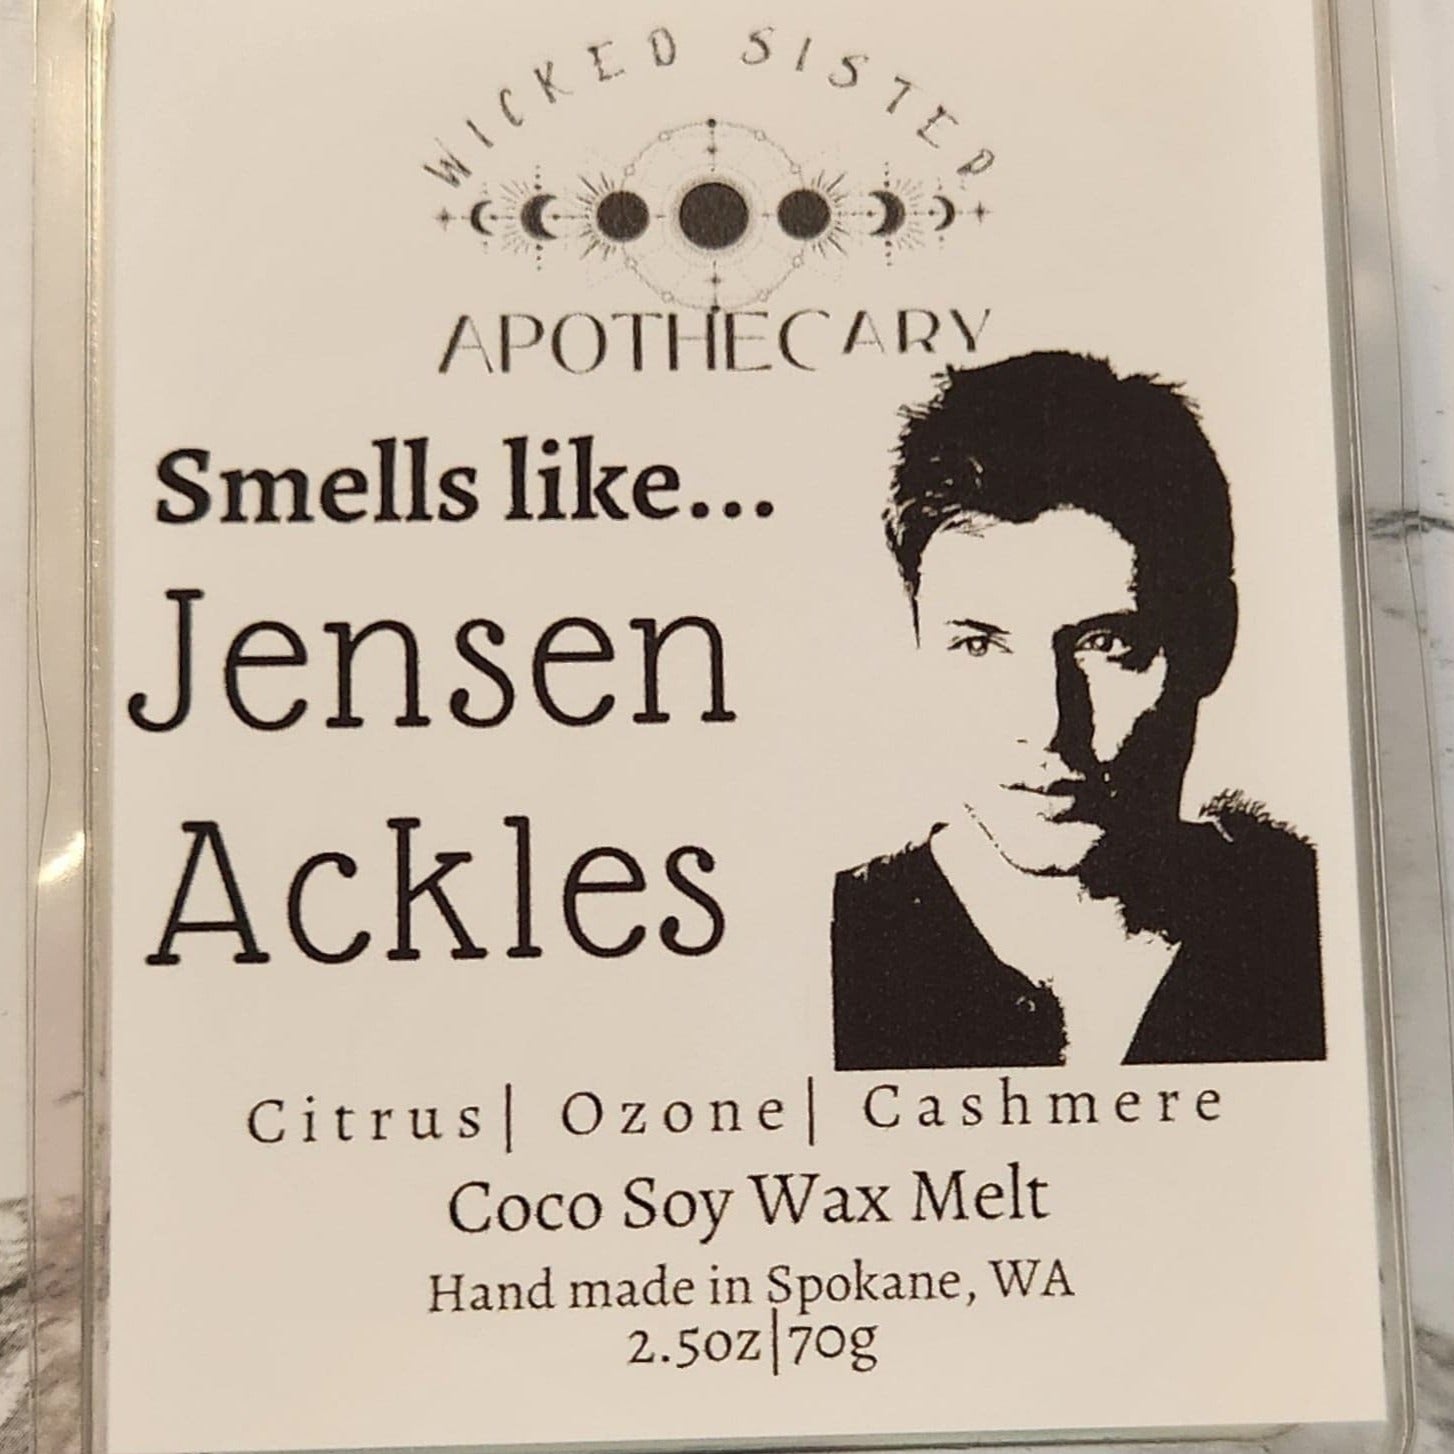 WICKED SISTER
APOTHECARY
Smells like...
Jensen
Ackles
Citrus| Ozone| Cashmere
Coco Soy Wax Melt
Hand made in Spokane, WA
2.5oz|70g